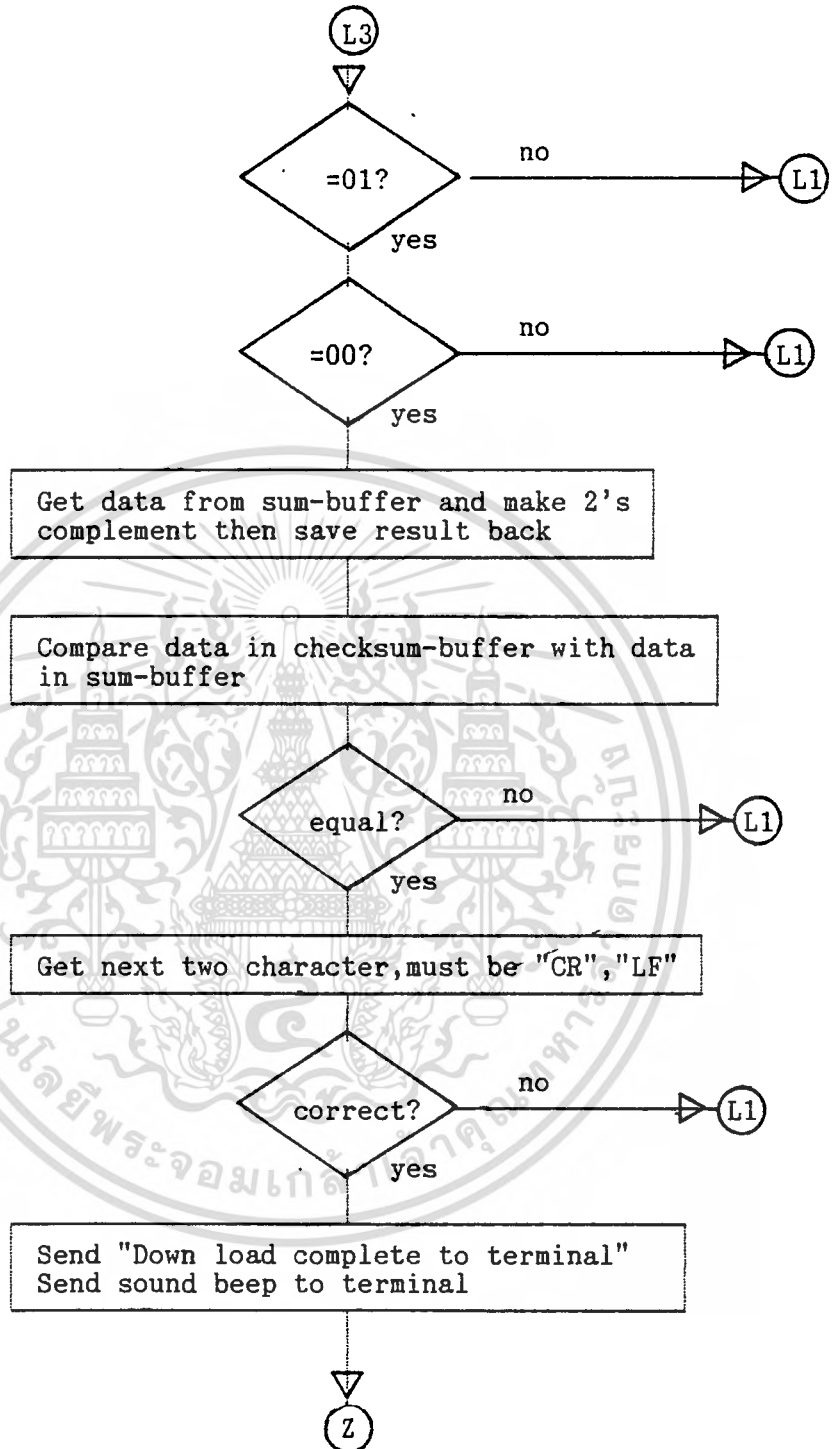 L3
=01?
no
L1
yes
=00?
no
L1
yes
Get data from sum-buffer and make 2's
complement then save result back
Compare data in checksum-buffer with data
in sum-buffer
equal?
no
L1
yes
Get next two character,must be "CR","LF"
correct?
no
L1
yes
Send "Down load complete to terminal"
Send sound beep to terminal
Z